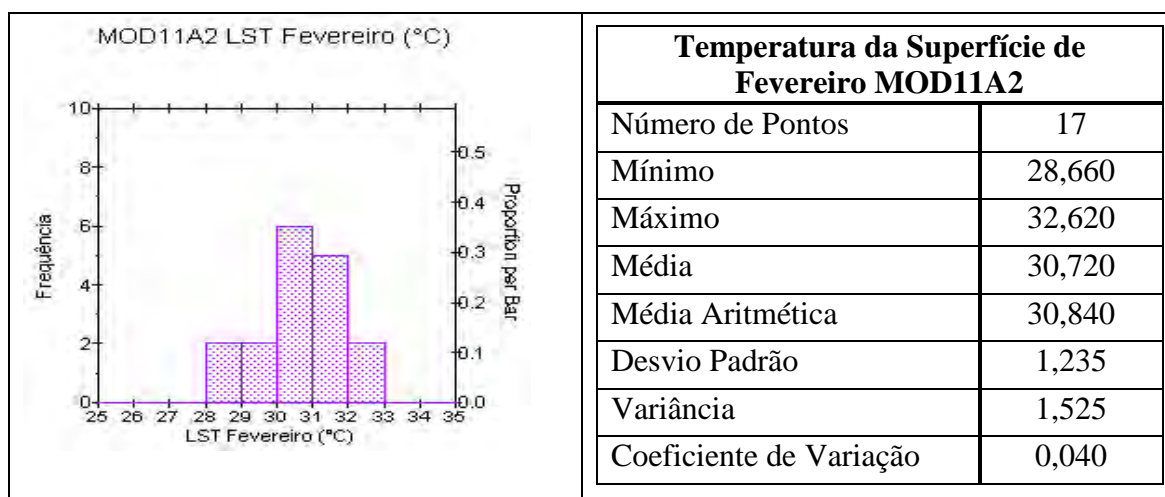 MOD11A2 LST Fevereiro (°C)
10
8
6
4
2
0
Frequência
0.5
0.4
0.3
0.2
0.1
0.0
Proportion per Bar
25 26 27 28 29 30 31 32 33 34 35
LST Fevereiro (°C)
Temperatura da Superfície de
Fevereiro MOD11A2
Número de Pontos 17
Mínimo 28,660
Máximo 32,620
Média 30,720
Média Aritmética 30,840
Desvio Padrão 1,235
Variância 1,525
Coeficiente de Variação 0,040